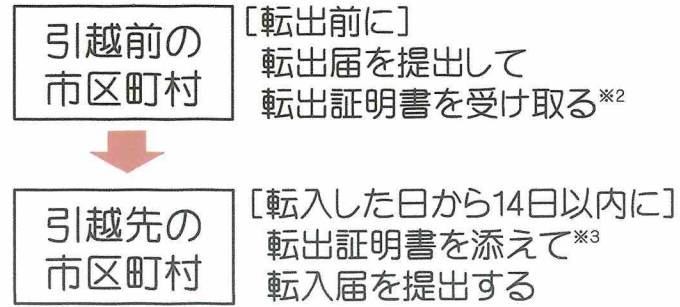 引越前の
市区町村
[転出前に]
転出届を提出して
転出証明書を受け取る※2
引越先の
市区町村
[転入した日から14日以内に]
転出証明書を添えて※3
転入届を提出する